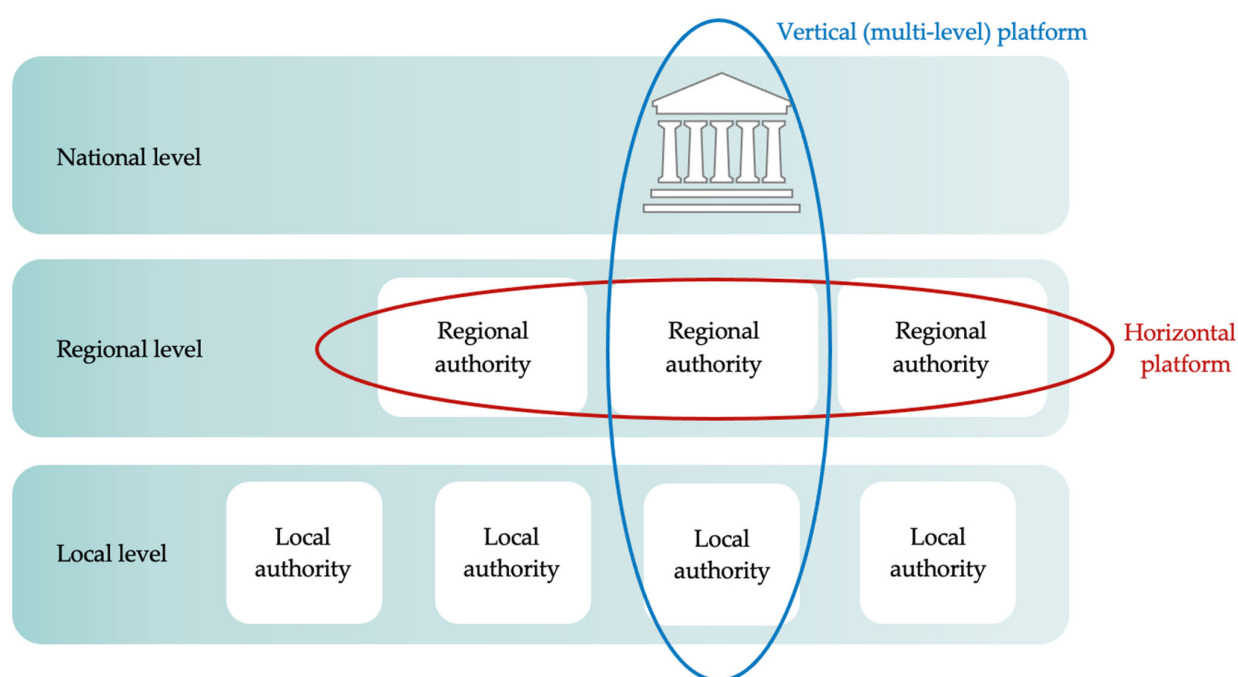 Vertical (multi-level) platform
National level
Regional level
Regional
authority
Regional
authority
Regional
authority
Horizontal
platform
Local level
Local
authority
Local
authority
Local
authority
Local
authority